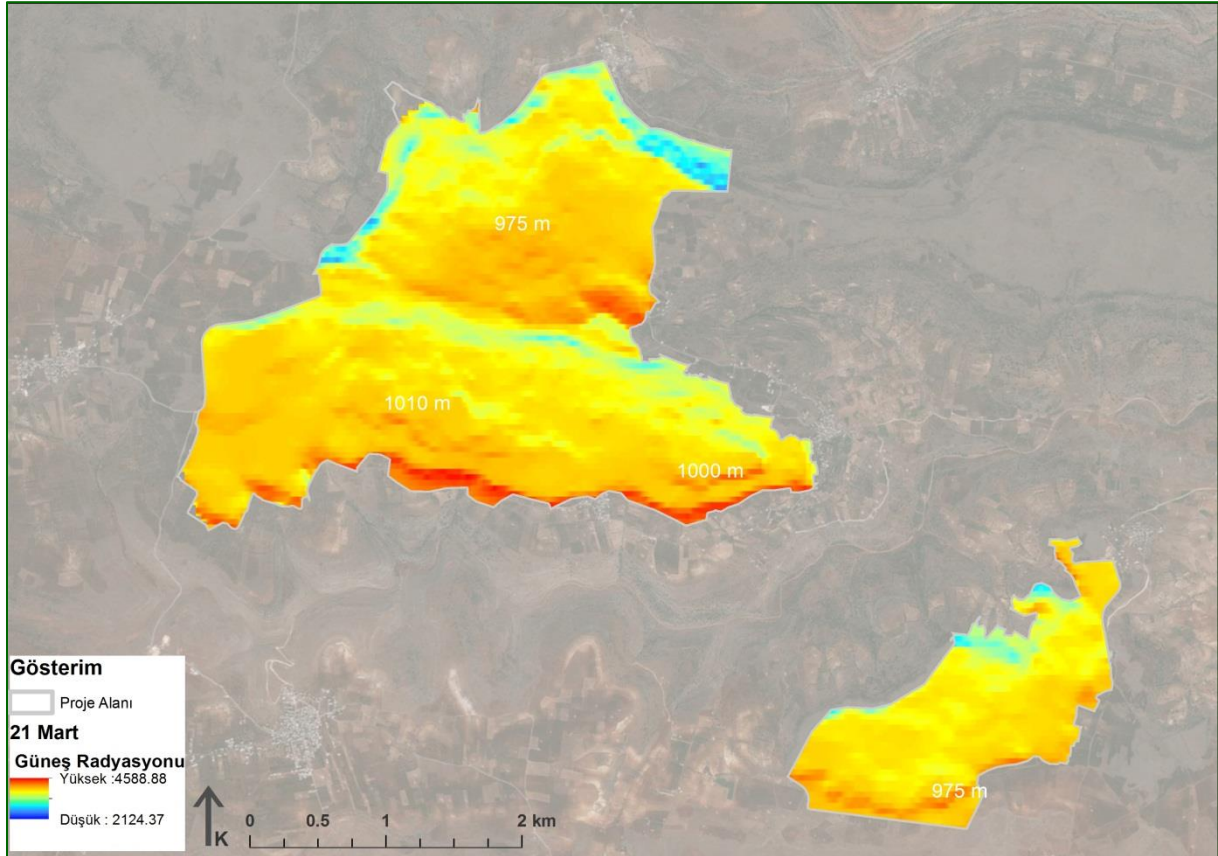 975 m
1010 m
1000 m
975 m
Gösterim
Proje Alanı
21 Mart
Güneş Radyasyonu
Yüksek :4588.88
Düşük : 2124.37
K
0 0.5 1 2 km